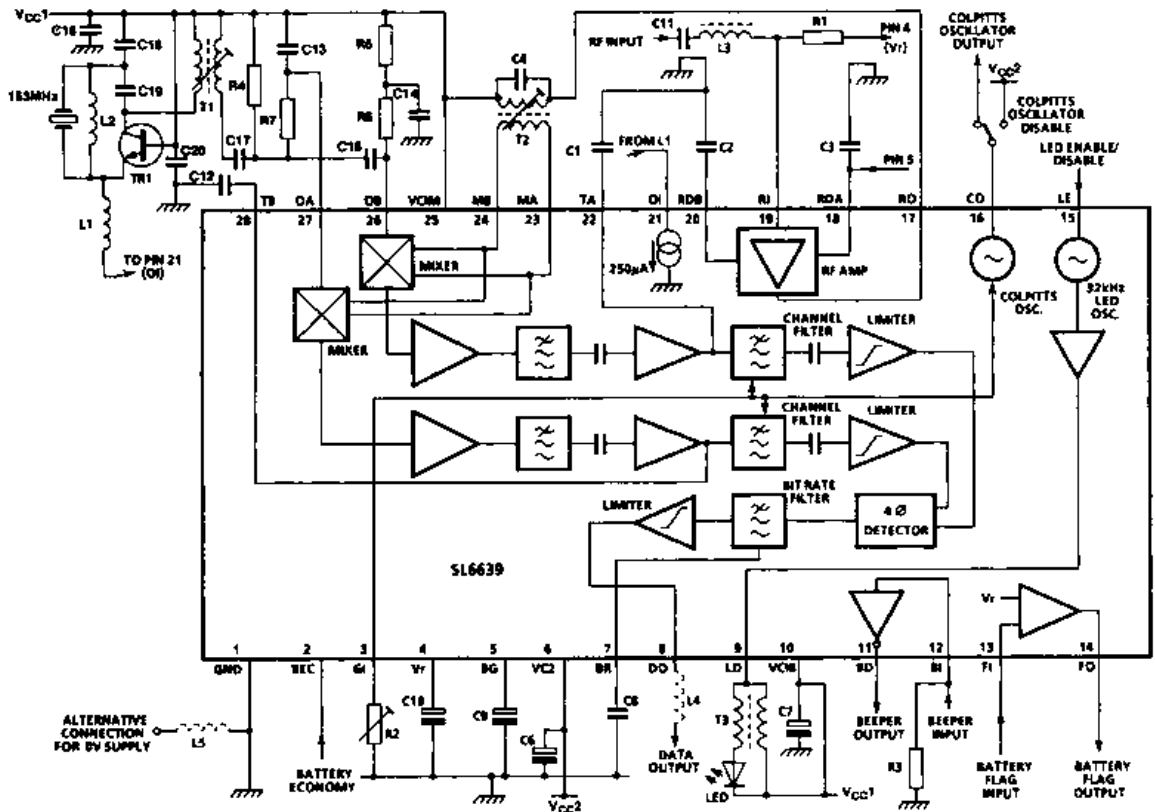 VCC1
C16
C18
C19
153MHz
L2
TR1
C20
C12
L1
TO PIN 21
(OI)
T1
R4
C17
C13
R7
R5
R6
C14
C15
C4
T2
C11
RF INPUT
L3
R1
PIN 4
(Vr)
C1
FROM L1
C2
C3
PIN 5
COLPITTS
OSCILLATOR
OUTPUT
VCC2
COLPITTS
OSCILLATOR
DISABLE
LED ENABLE/
DISABLE
TB
OA
OB
MB
MA
TA
OI
RDB
RI
RO
CO
LE
28
27
26
25
24
23
22
21
20
19
18
17
16
15
MIXER
MIXER
250µA
RF AMP
COLPITTS
OSC.
32kHz
LED
OSC.
CHANNEL
FILTER
LIMITER
CHANNEL
FILTER
LIMITER
BITRATE
FILTER
LIMITER
4 Ø
DETECTOR
SL6639
Vr
1
2
3
4
5
6
7
8
9
10
11
12
13
14
GND
BEC
GI
Vr
BG
VC2
BR
DO
LD
BO
BI
FI
FO
ALTERNATIVE
CONNECTION
FOR BV SUPPLY
L5
BATTERY
ECONOMY
R2
C10
C9
C6
VCC2
C8
L4
DATA
OUTPUT
T3
LED
C7
VCC1
BEEPER
OUTPUT
BEEPER
INPUT
R3
BATTERY
FLAG
INPUT
BATTERY
FLAG
OUTPUT